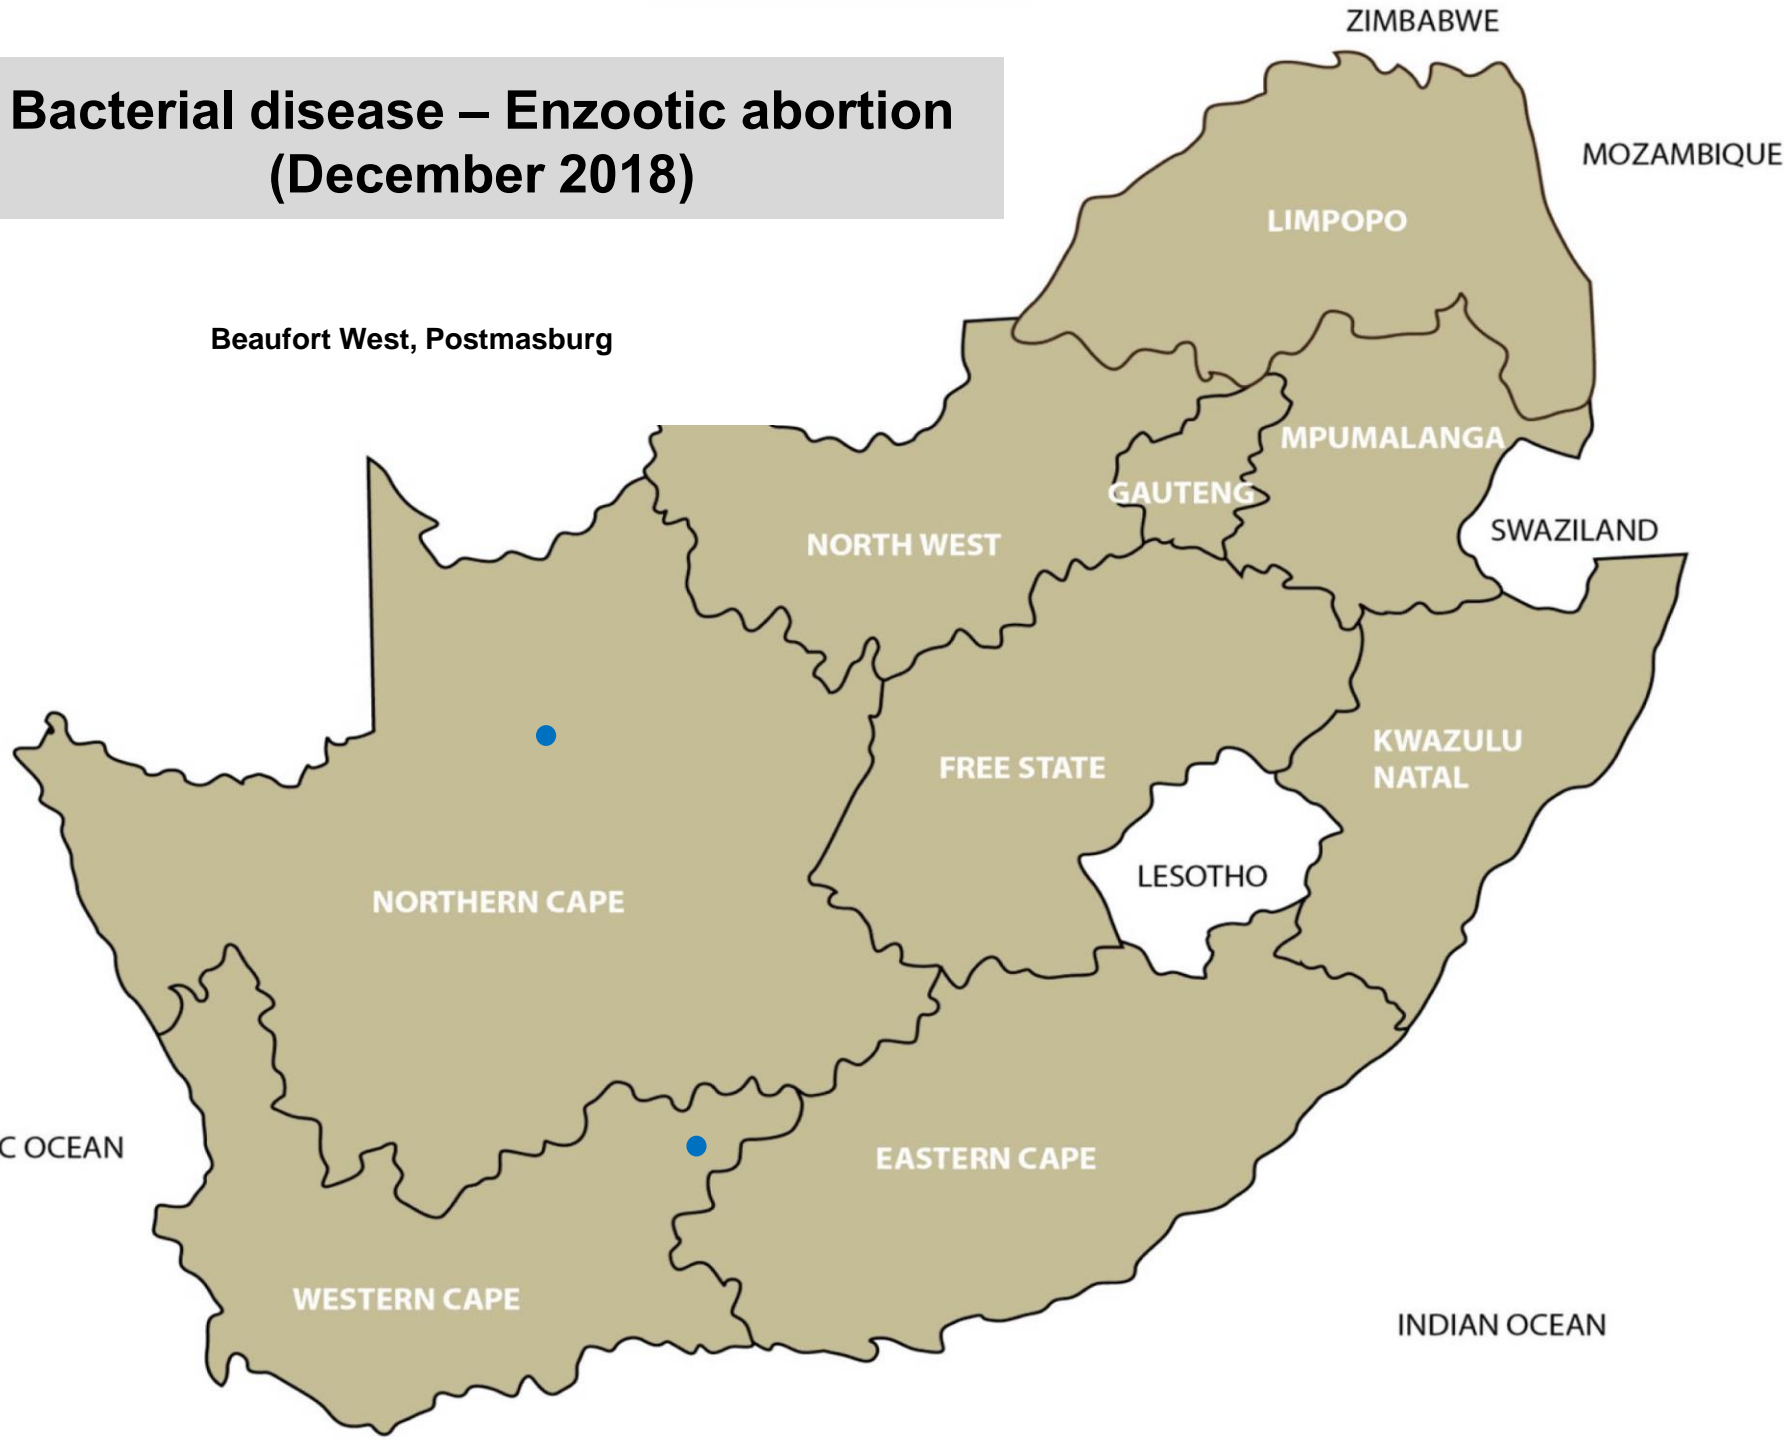 ZIMBABWE
Bacterial disease – Enzootic abortion
(December 2018)
MOZAMBIQUE
LIMPOPO
Beaufort West, Postmasburg
MPUMALANGA
GAUTENG
SWAZILAND
NORTH WEST
KWAZULU
NATAL
FREE STATE
LESOTHO
NORTHERN CAPE
C OCEAN
EASTERN CAPE
WESTERN CAPE
INDIAN OCEAN